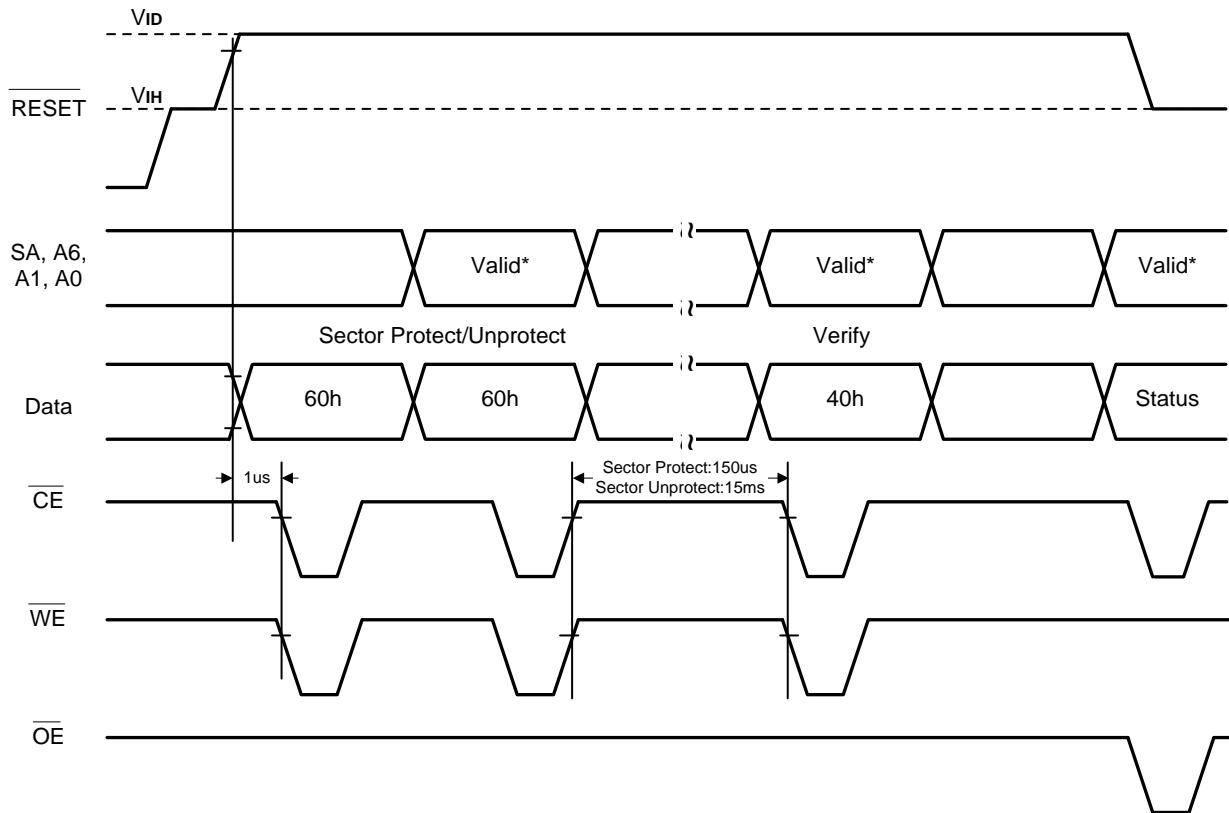 VID
VIH
RESET
SA, A6,
A1, A0
Valid*
Valid*
Valid*
Sector Protect/Unprotect
Verify
Data
60h
60h
40h
Status
1us
Sector Protect:150us
Sector Unprotect:15ms
CE
WE
OE